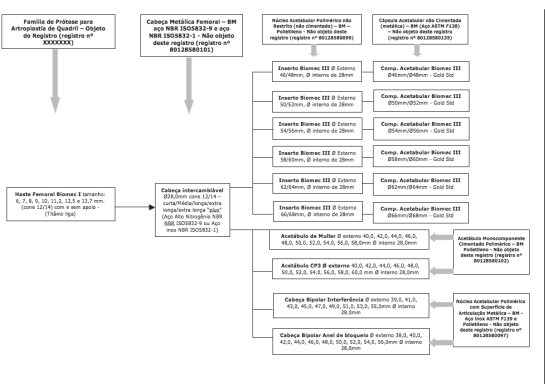 Família de Prótese para
Artroplastia de Quadril – Objeto
do Registro (registro nº
XXXXXXX)
Cabeça Metálica Femoral – BM
aço NBR ISO5832-9 e aço
NBR ISO5832-1 - Não objeto
deste registro (registro nº
80128580101)
Núcleo Acetabular Polimérico não
Restrito (não cimentado) – BM –
Polietileno - Não objeto deste
registro (registro nº 80128580099)
Cápsula Acetabular não Cimentada
(metálica) – BM (Aço ASTM F138)
– Não objeto deste registro
(registro nº 80128580135)
Inserto Biomec III Ø Externo
46/48mm, Ø interno de 28mm
Comp. Acetabular Biomec III
Ø46mm/Ø48mm - Gold Std
Inserto Biomec III Ø Externo
50/52mm, Ø interno de 28mm
Comp. Acetabular Biomec III
Ø50mm/Ø52mm - Gold Std
Inserto Biomec III Ø Externo
54/56mm, Ø interno de 28mm
Comp. Acetabular Biomec III
Ø54mm/Ø56mm - Gold Std
Inserto Biomec III Ø Externo
58/60mm, Ø interno de 28mm
Comp. Acetabular Biomec III
Ø58mm/Ø60mm - Gold Std
Inserto Biomec III Ø Externo
62/64mm, Ø interno de 28mm
Comp. Acetabular Biomec III
Ø62mm/Ø64mm - Gold Std
Inserto Biomec III Ø Externo
66/68mm, Ø interno de 28mm
Comp. Acetabular Biomec III
Ø66mm/Ø68mm - Gold Std
Haste Femoral Biomec I tamanho:
6, 7, 8, 9, 10, 11,2, 12,5 e 13,7 mm.
(cone 12/14) com e sem apoio -
(Titânio liga)
Cabeça intercambiável
Ø28,0mm cone 12/14 –
curta/Média/longa/extra
longa/extra longa "plus"
(Aço Alto Nitrogênio NBR
NBR ISO5832-9 ou Aço
inox NBR ISO5832-1)
Acetábulo de Muller Ø externo 40,0, 42,0, 44,0, 46,0,
48,0, 50,0, 52,0, 54,0, 56,0, 58,0mm Ø interno 28,0mm
Acetábulo CP3 Ø externo 40,0, 42,0, 44,0, 46,0, 48,0,
50,0, 52,0, 54,0, 56,0, 58,0, 60,0 mm Ø interno 28,0mm
Acetábulo Monocomponente
Cimentado Polimérico – BM
Polietileno - Não objeto
deste registro (registro nº
80128580102)
Cabeça Bipolar Interferência Ø externo 39,0, 41,0,
43,0, 45,0, 47,0, 49,0, 51,0, 53,0, 55,0mm Ø interno
28.0mm
Cabeça Bipolar Anel de bloqueio Ø externo 38,0, 40,0,
42,0, 44,0, 46,0, 48,0, 50,0, 52,0, 54,0, 56,0mm Ø interno
28,0mm
Núcleo Acetabular Polimérico
com Superfície de
Articulação Metálica – BM -
Aço Inox ASTM F139 e
Polietileno - Não objeto
deste registro (registro nº
80128580097)